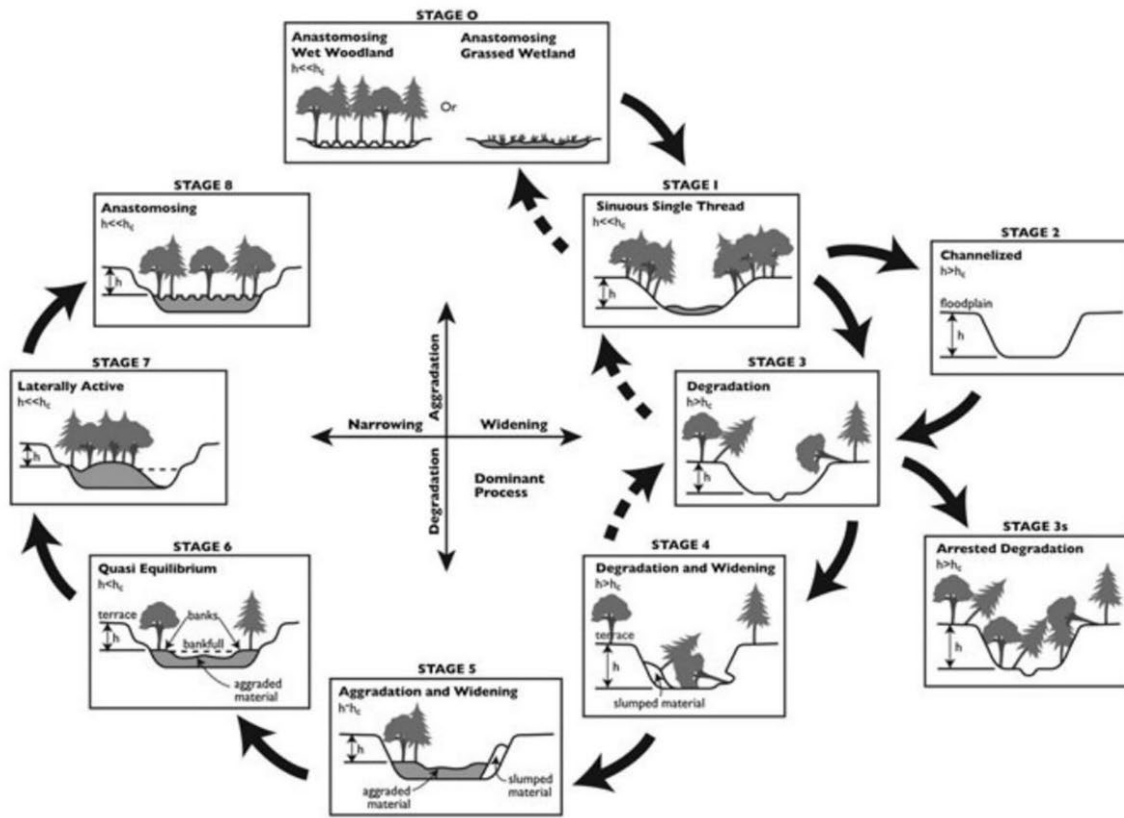 STAGE O
Anastomosing
Wet Woodland
h<<hc
Or
Anastomosing
Grassed Wetland
STAGE 1
Sinuous Single Thread
h<<hc
h
STAGE 2
Channelized
h>hc
floodplain
h
STAGE 3
Degradation
h>hc
h
STAGE 3s
Arrested Degradation
h>hc
h
STAGE 4
Degradation and Widening
h>hc
terrace
h
slumped material
STAGE 5
Aggradation and Widening
h~hc
h
aggraded
material
slumped
material
STAGE 6
Quasi Equilibrium
h<hc
terrace
banks
h
bankfull
aggraded
material
STAGE 7
Laterally Active
h<<hc
h
STAGE 8
Anastomosing
h<<hc
h
Aggradation
Narrowing
Widening
Degradation
Dominant
Process